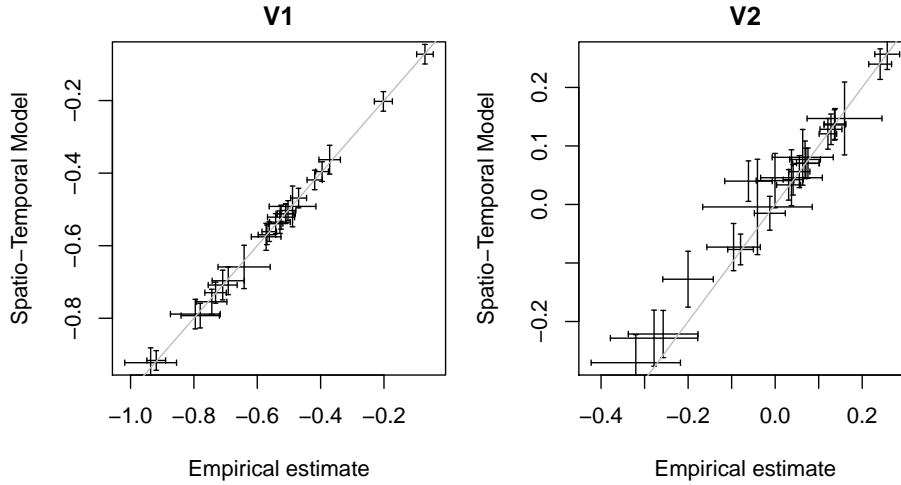 V1
Spatio−Temporal Model
−0.2
−0.4
−0.6
−0.8
−1.0 −0.8 −0.6 −0.4 −0.2
Empirical estimate
V2
Spatio−Temporal Model
0.2
0.0
−0.2
−0.4 −0.2 0.0 0.2
Empirical estimate